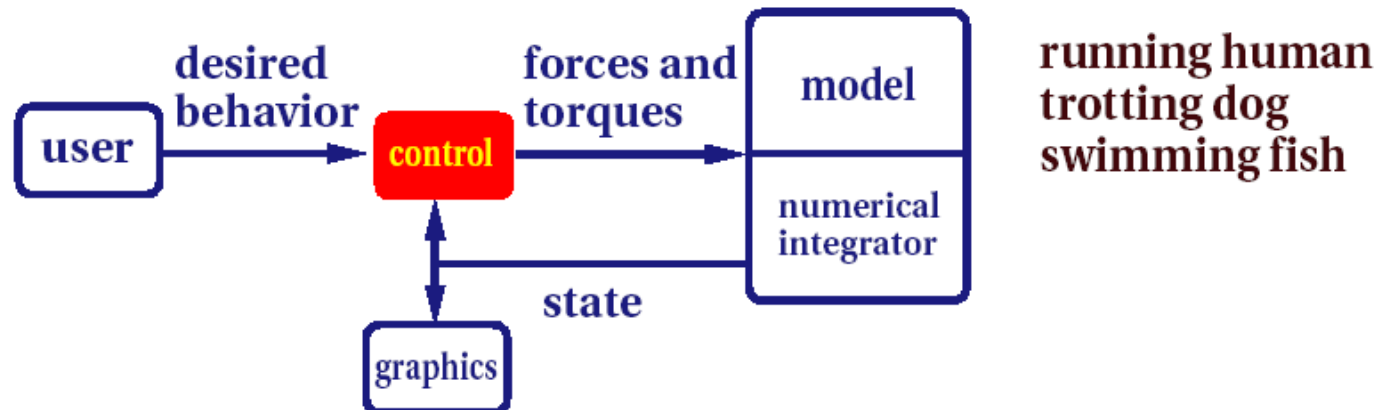 user
desired
behavior
control
forces and
torques
model
numerical
integrator
state
graphics
running human
trotting dog
swimming fish